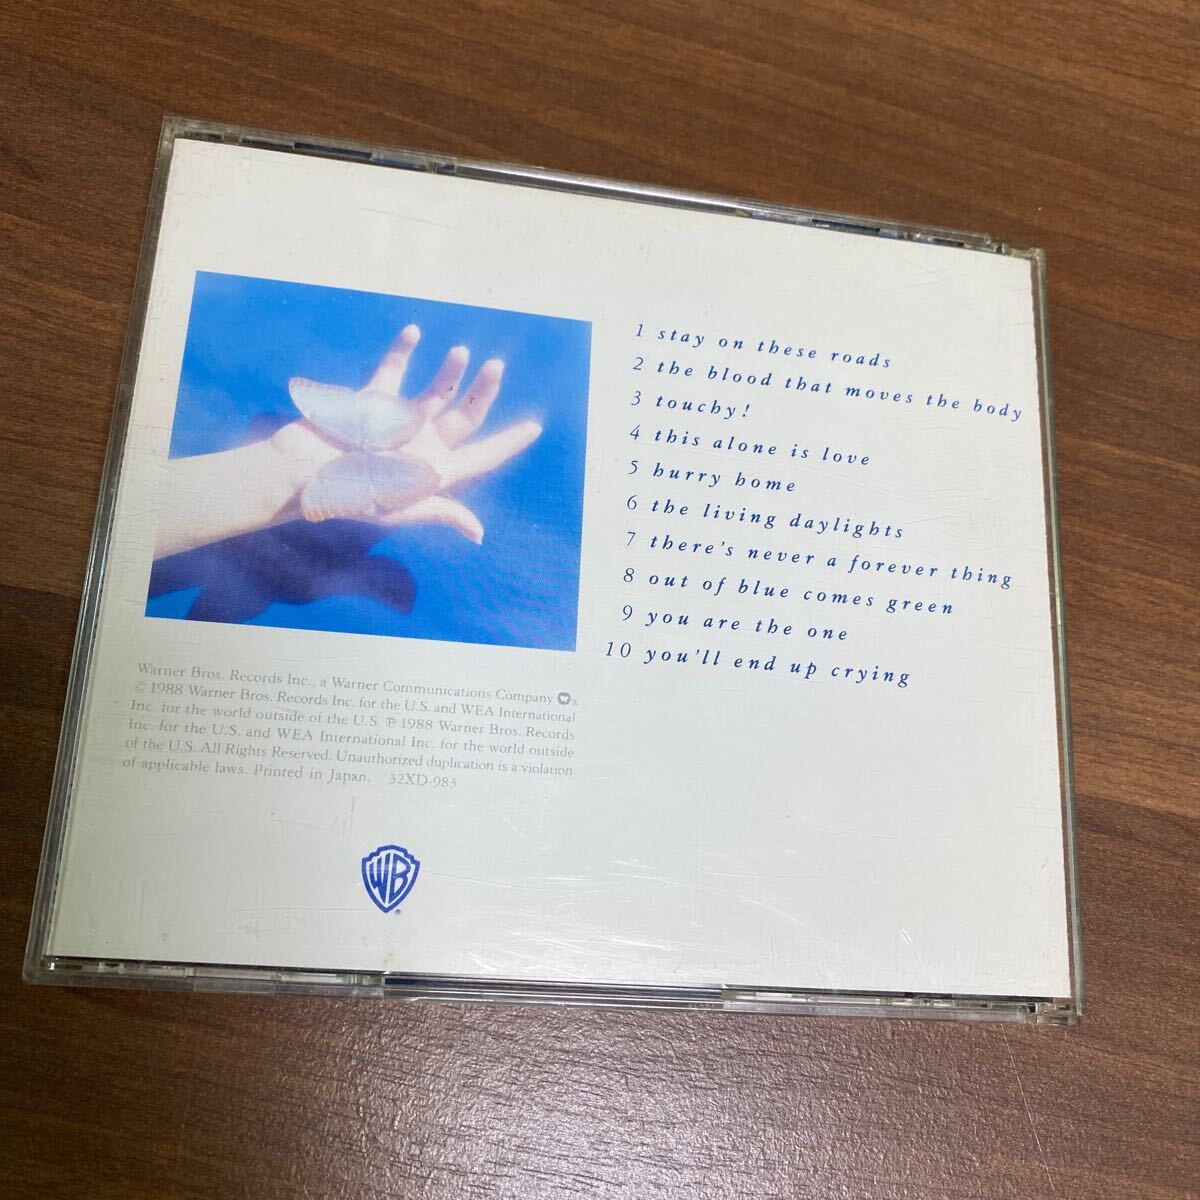 1 stay on these roads
2 the blood that moves the body
3 touchy!
4 this alone is love
5 hurry home
6 the living daylights
7 there's never a forever thing
8 out of blue comes green
9 you are the one
10 you'll end up crying
Warner Bros. Records Inc., a Warner Communications Company
© 1988 Warner Bros. Records Inc. for the U.S. and WEA International
Inc. for the world outside of the U.S. ℗ 1988 Warner Bros. Records
Inc. for the U.S. and WEA International Inc. for the world outside
of the U.S. All Rights Reserved. Unauthorized duplication is a violation
of applicable laws. Printed in Japan. 32XD-983
WB®